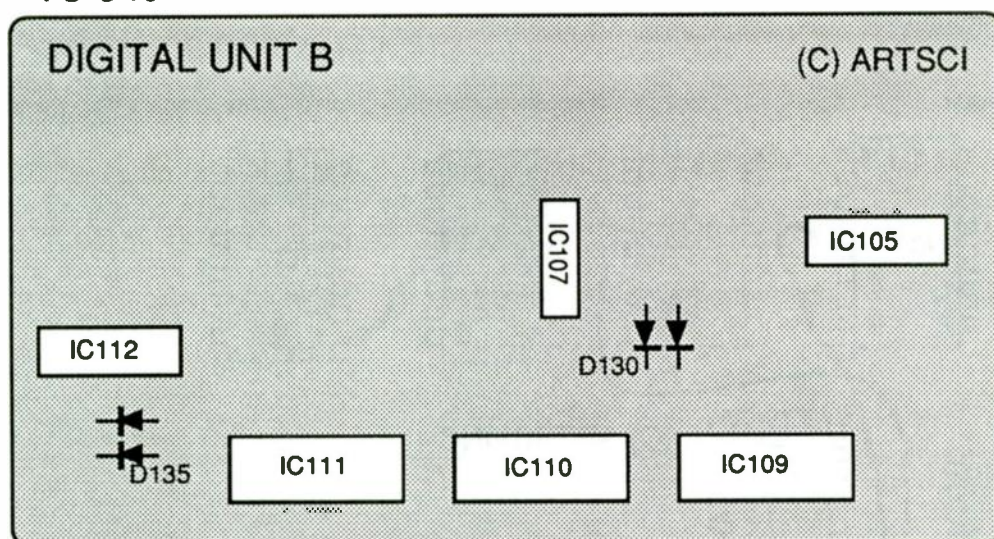 DIGITAL UNIT B
(C) ARTSCI
IC107
IC105
IC112
D130
D135
IC111
IC110
IC109